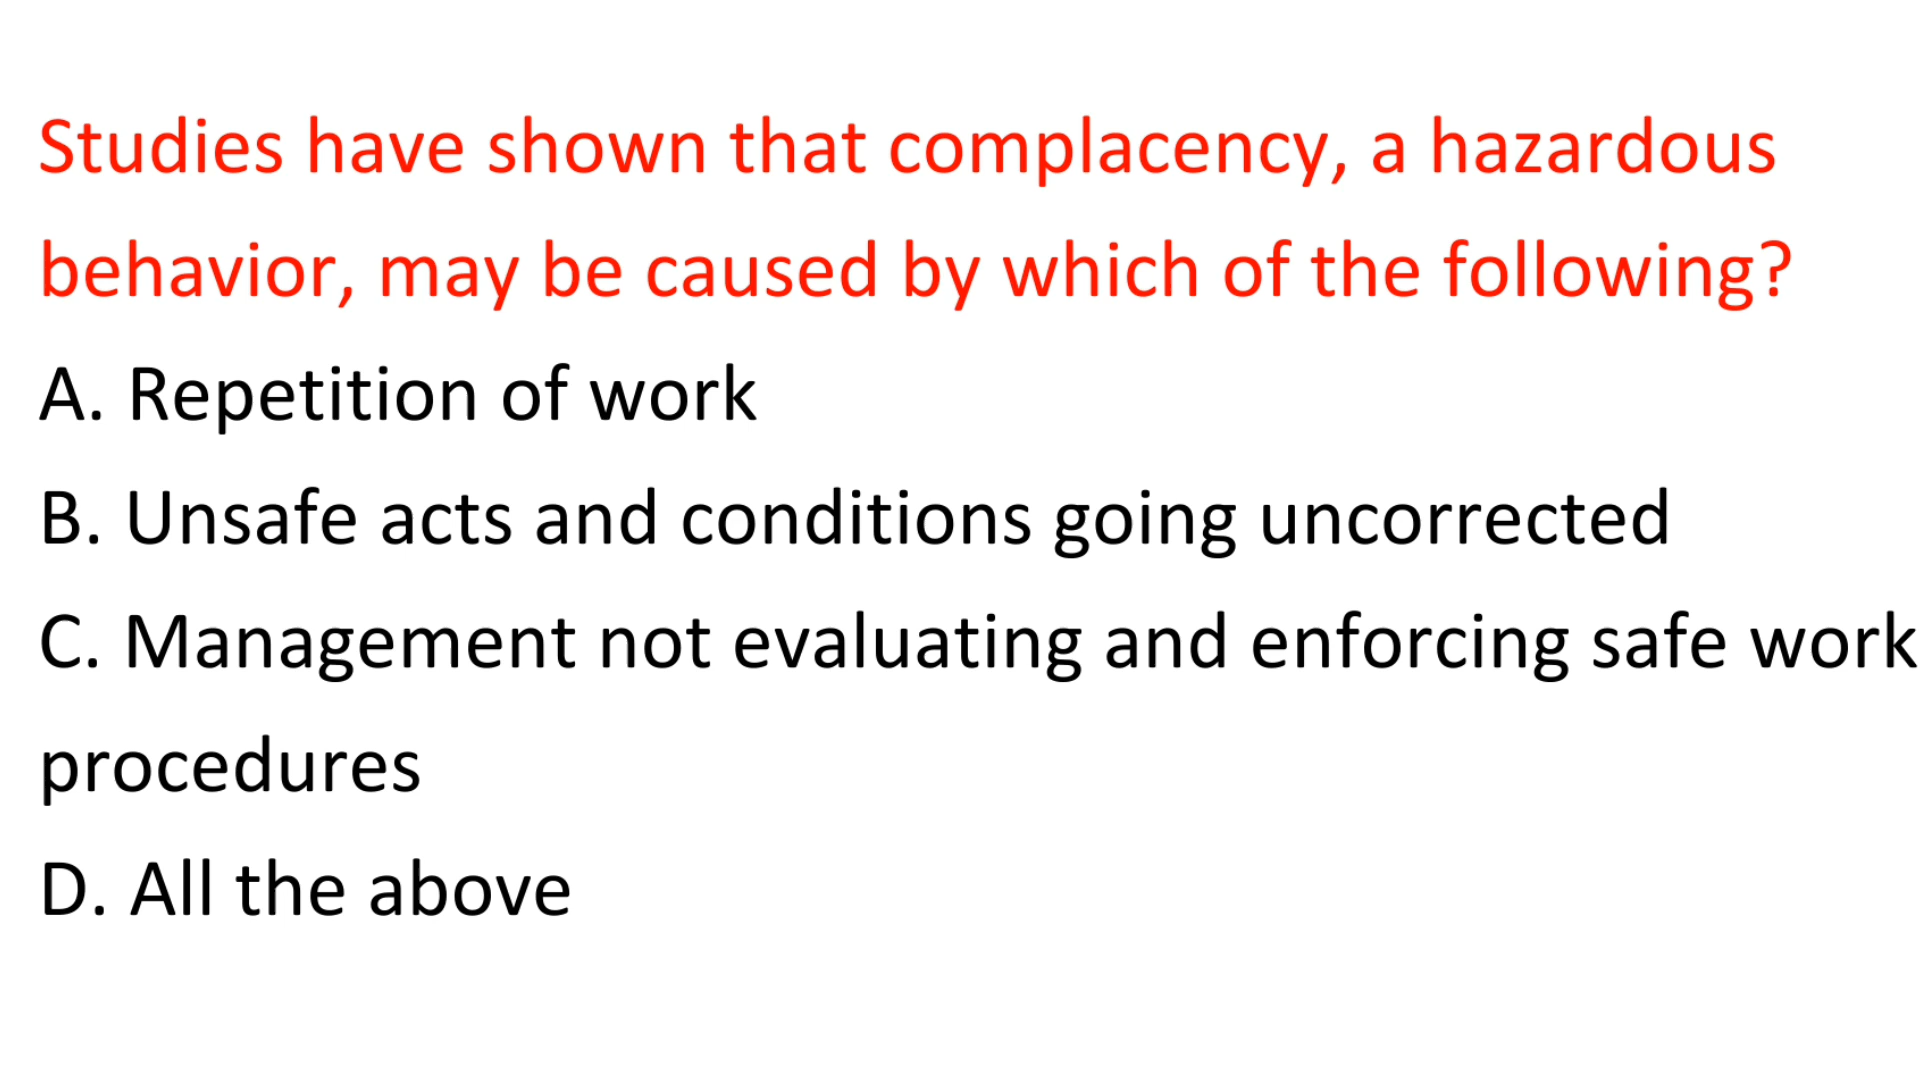 Studies have shown that complacency, a hazardous
behavior, may be caused by which of the following?
A. Repetition of work
B. Unsafe acts and conditions going uncorrected
C. Management not evaluating and enforcing safe work
procedures
D. All the above